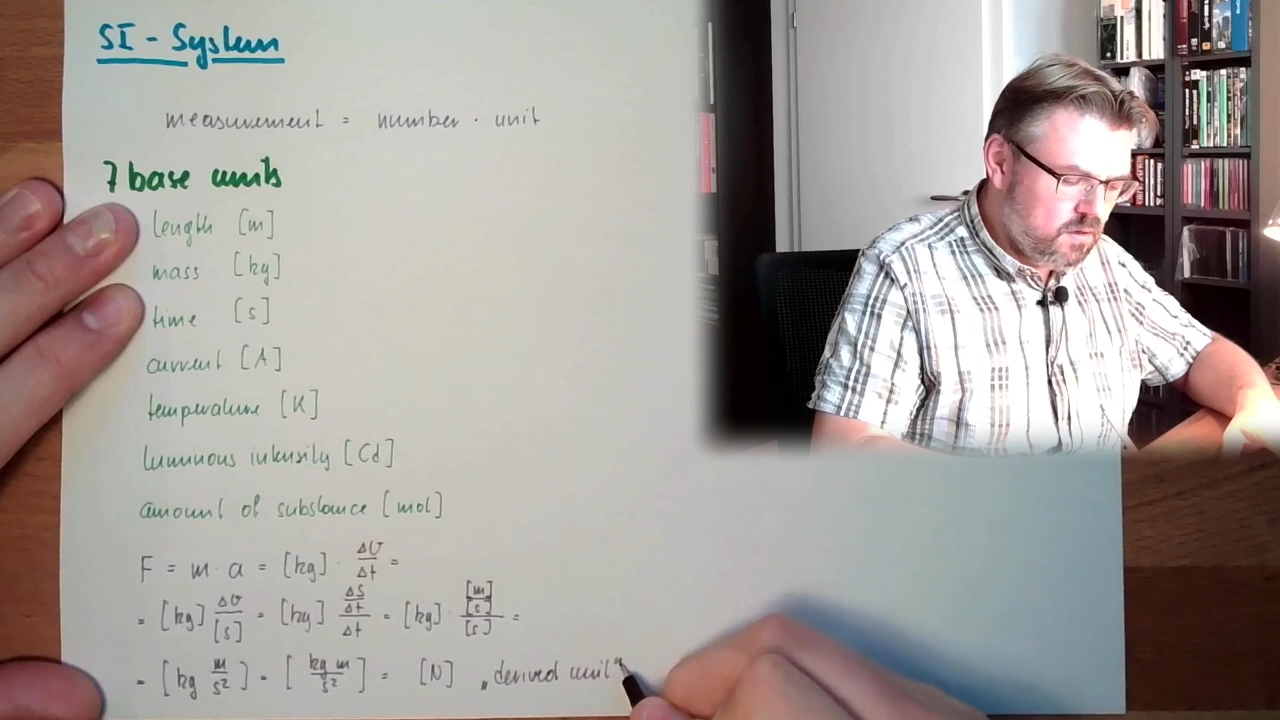 SI - System
measurement = number · unit
7 base units
length [m]
mass [kg]
time [s]
current [A]
temperature [K]
luminous intensity [Cd]
amount of substance [mol]
F = m · a = [kg] · Δv/Δt =
= [kg] Δv/[s] = [kg] Δs/Δt/Δt = [kg] · [m]/[s]/[s] =
= [kg m/s²] = [kg m/s²] = [N] „derived unit"